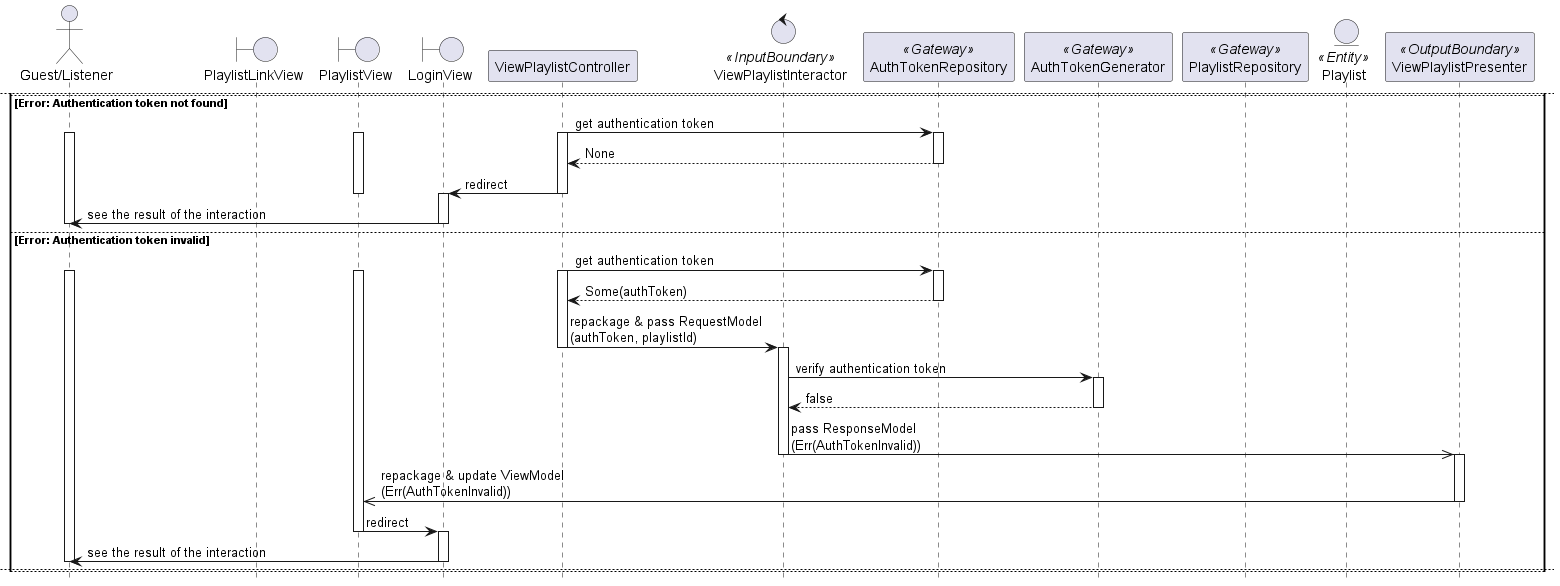 Guest/Listener
PlaylistLinkView
PlaylistView
LoginView
ViewPlaylistController
«InputBoundary»
ViewPlaylistInteractor
«Gateway»
AuthTokenRepository
«Gateway»
AuthTokenGenerator
«Gateway»
PlaylistRepository
«Entity»
Playlist
«OutputBoundary»
ViewPlaylistPresenter
[Error: Authentication token not found]
get authentication token
None
redirect
see the result of the interaction
[Error: Authentication token invalid]
get authentication token
Some(authToken)
repackage & pass RequestModel
(authToken, playlistId)
verify authentication token
false
pass ResponseModel
(Err(AuthTokenInvalid))
repackage & update ViewModel
(Err(AuthTokenInvalid))
redirect
see the result of the interaction